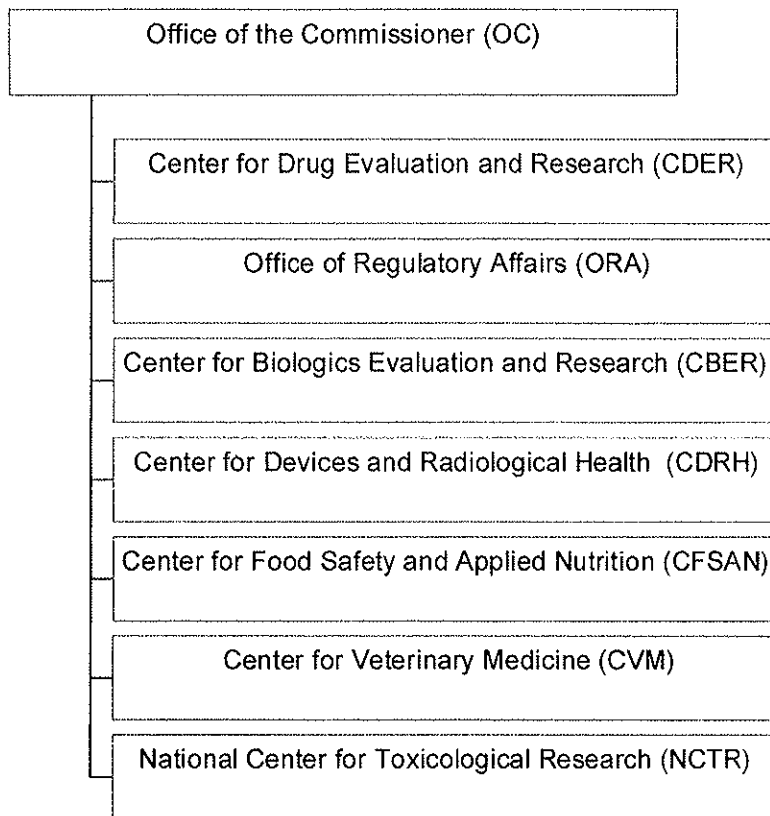 Office of the Commissioner (OC)
Center for Drug Evaluation and Research (CDER)
Office of Regulatory Affairs (ORA)
Center for Biologics Evaluation and Research (CBER)
Center for Devices and Radiological Health (CDRH)
Center for Food Safety and Applied Nutrition (CFSAN)
Center for Veterinary Medicine (CVM)
National Center for Toxicological Research (NCTR)